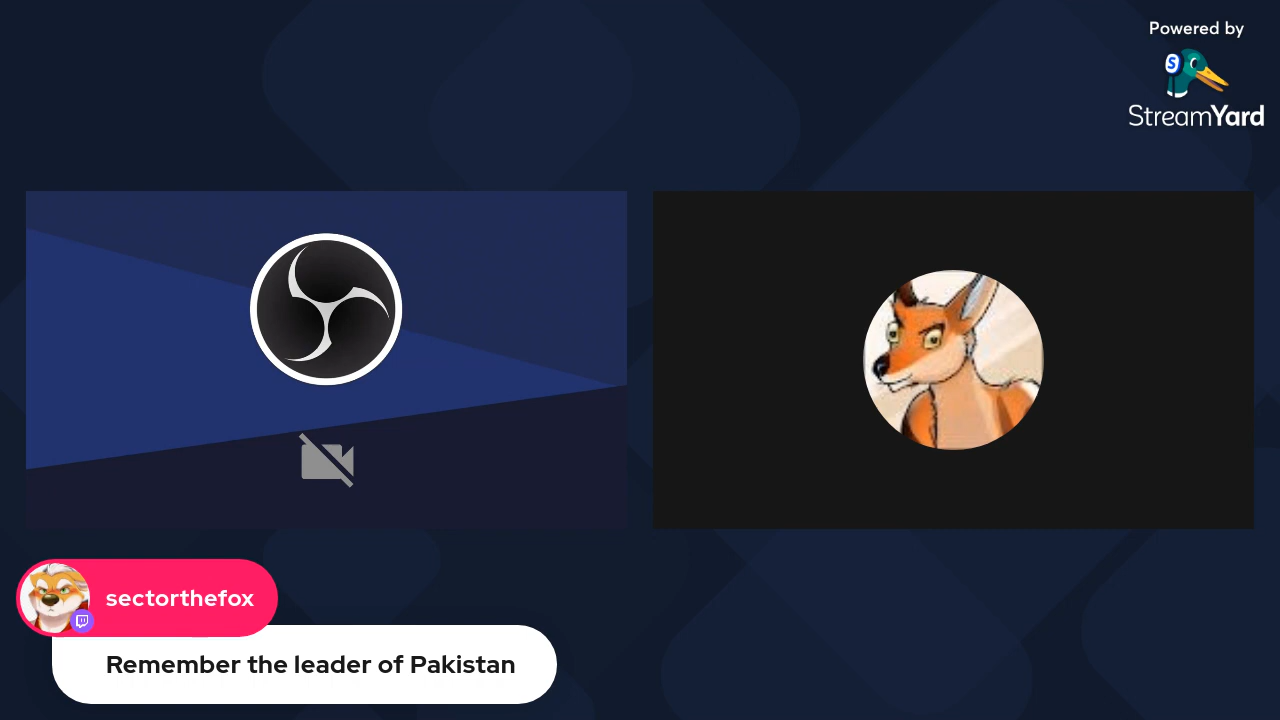 Powered by
S
StreamYard
sectorthefox
Remember the leader of Pakistan